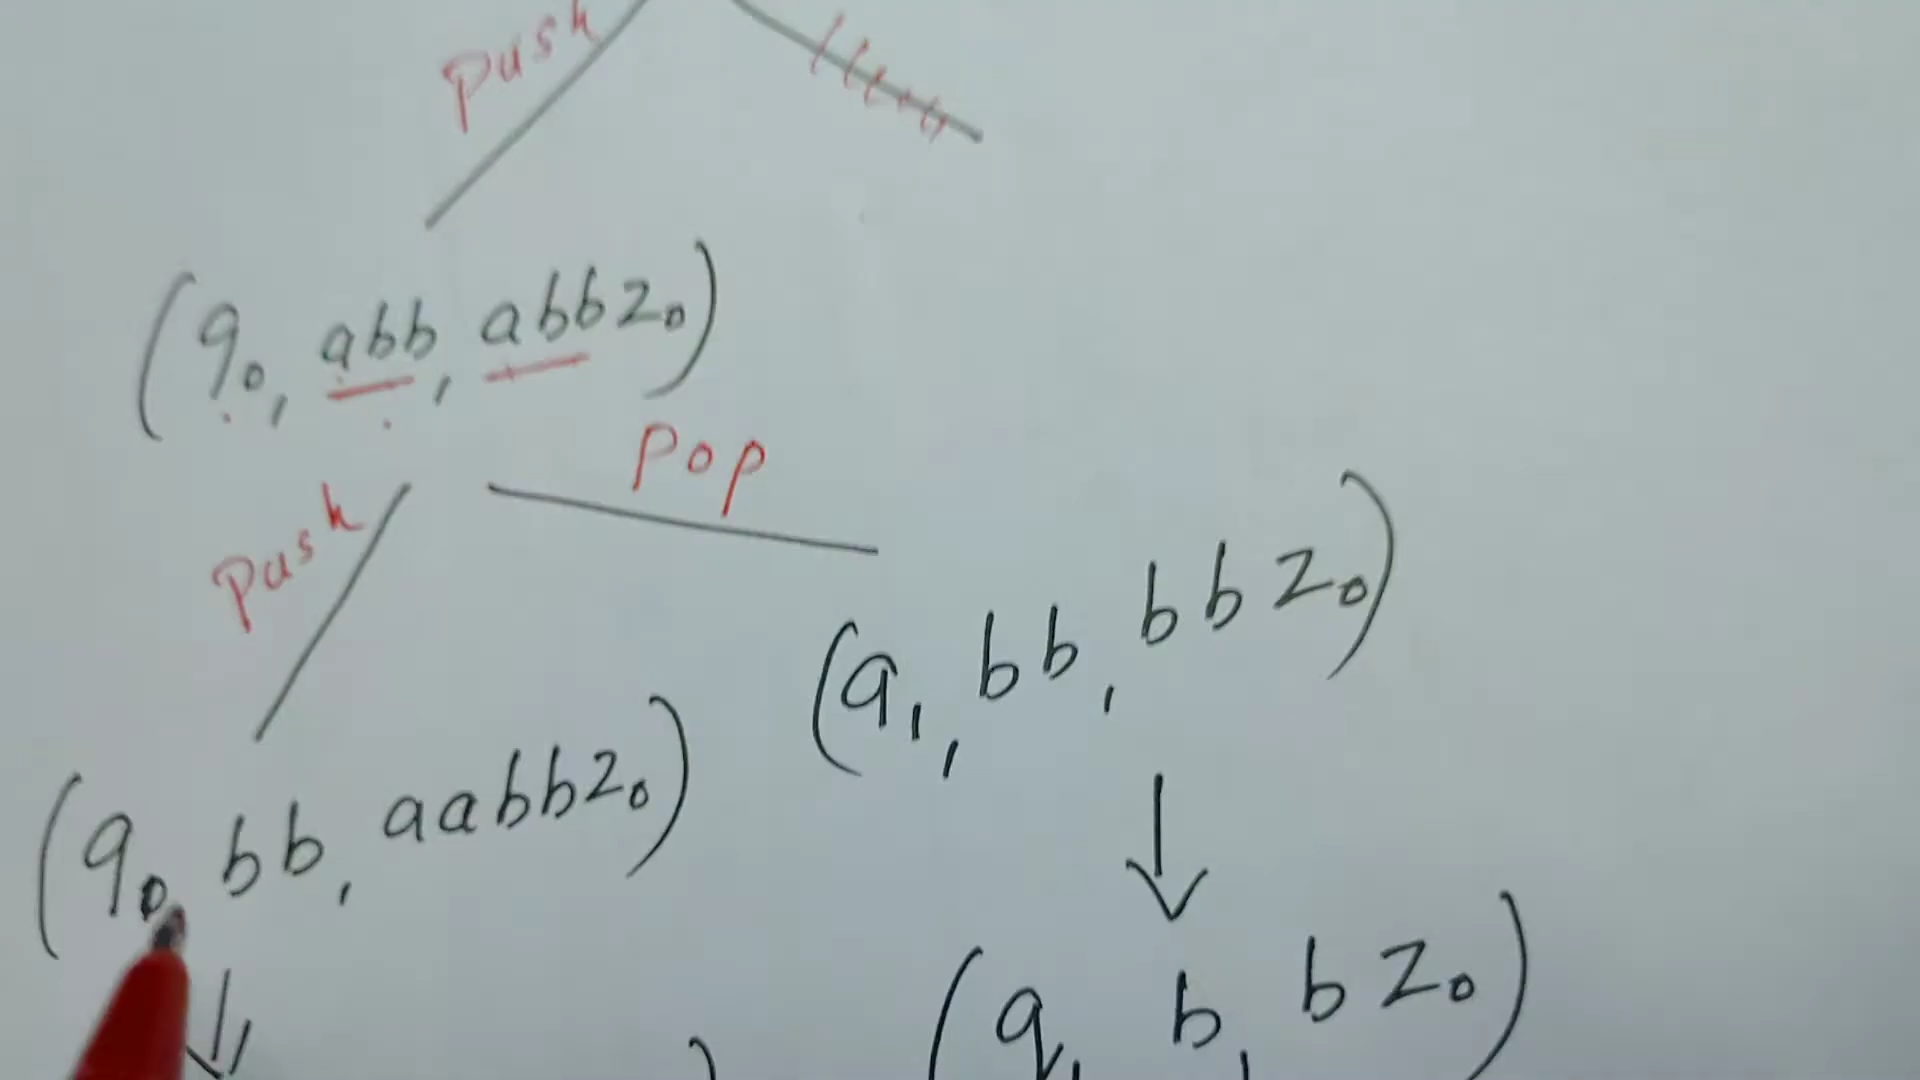 Push
(q0, abb, abbz0)
Pop
Push
(q1, bb, bbz0)
(q0, bb, aabbz0)
(q1, b, bz0)